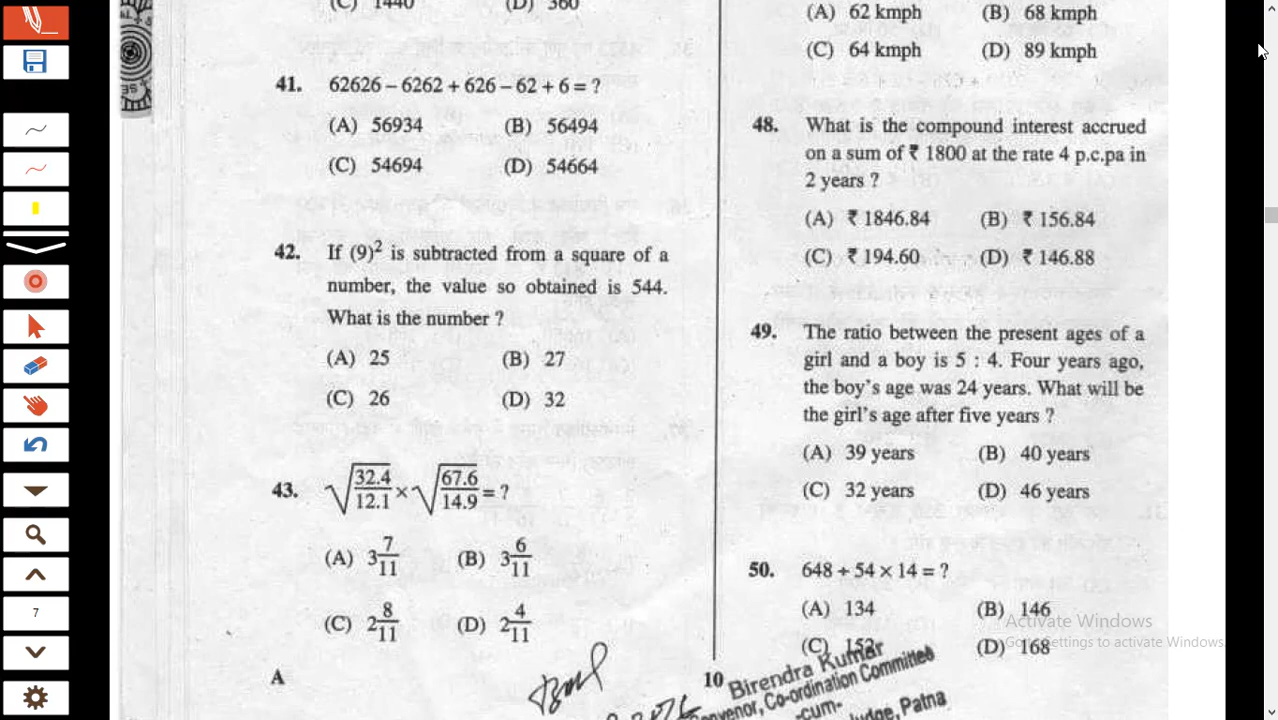 (C) 1440 (D) 360
41. 62626 – 6262 + 626 – 62 + 6 = ?
(A) 56934 (B) 56494
(C) 54694 (D) 54664
42. If (9)² is subtracted from a square of a
number, the value so obtained is 544.
What is the number ?
(A) 25 (B) 27
(C) 26 (D) 32
43. √(32.4/12.1) × √(67.6/14.9) = ?
(A) 3 7/11 (B) 3 6/11
(C) 2 8/11 (D) 2 4/11
A
(A) 62 kmph (B) 68 kmph
(C) 64 kmph (D) 89 kmph
48. What is the compound interest accrued
on a sum of ₹ 1800 at the rate 4 p.c.pa in
2 years ?
(A) ₹ 1846.84 (B) ₹ 156.84
(C) ₹ 194.60 (D) ₹ 146.88
49. The ratio between the present ages of a
girl and a boy is 5 : 4. Four years ago,
the boy's age was 24 years. What will be
the girl's age after five years ?
(A) 39 years (B) 40 years
(C) 32 years (D) 46 years
50. 648 + 54 × 14 = ?
(A) 134 (B) 146
(C) 152 (D) 168
10
Birendra Kumar
Convenor, Co-ordination Committee
-cum-
Judge, Patna
Activate Windows
Go to Settings to activate Windows.
7